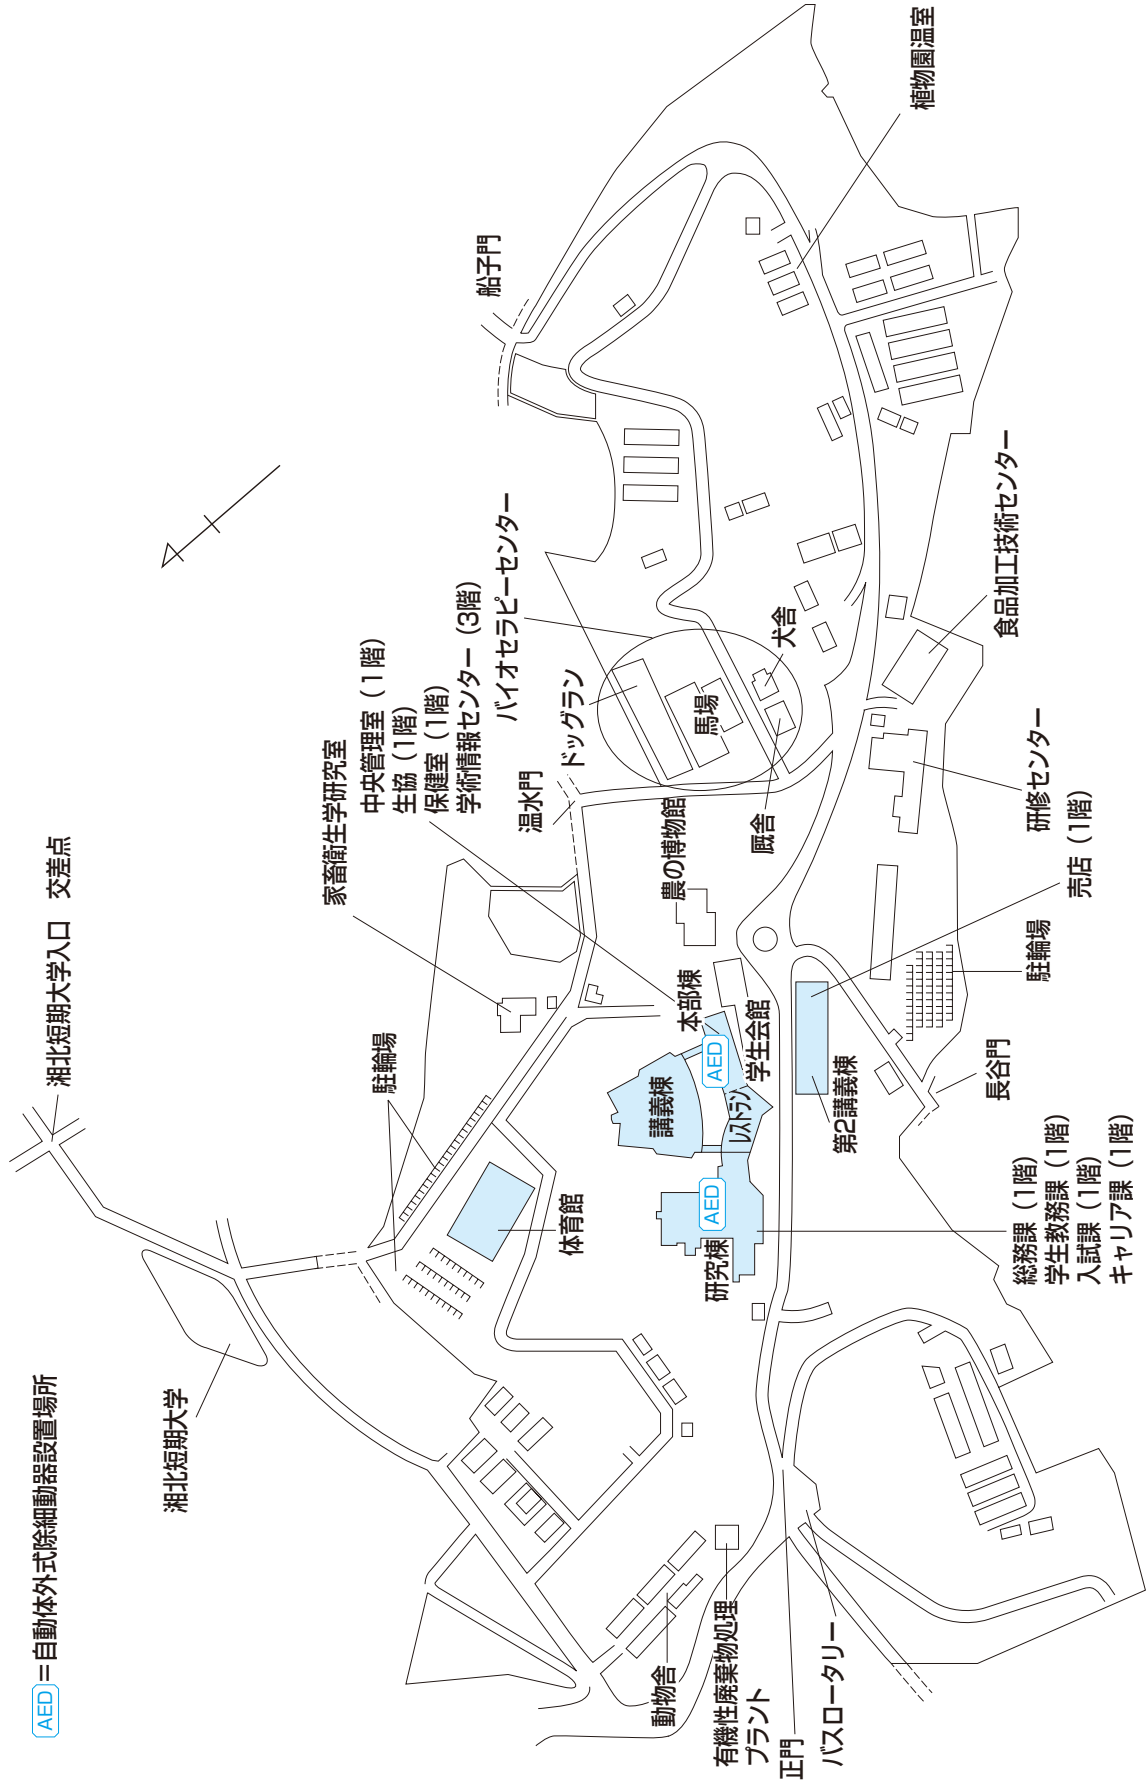 AED＝自動体外式除細動器設置場所
湘北短期大学入口　交差点
湘北短期大学
駐輪場
家畜衛生学研究室
中央管理室（1階）
生協（1階）
保健室（1階）
学術情報センター（3階）
バイオセラピーセンター
ドッグラン
温水門
船子門
植物園温室
体育館
講義棟
本部棟
AED
レストラン
学生会館
農の博物館
馬場
厩舎
犬舎
AED
研究棟
第2講義棟
食品加工技術センター
研修センター
売店（1階）
駐輪場
長谷門
総務課（1階）
学生教務課（1階）
入試課（1階）
キャリア課（1階）
動物舎
有機性廃棄物処理
プラント
正門
バスロータリー